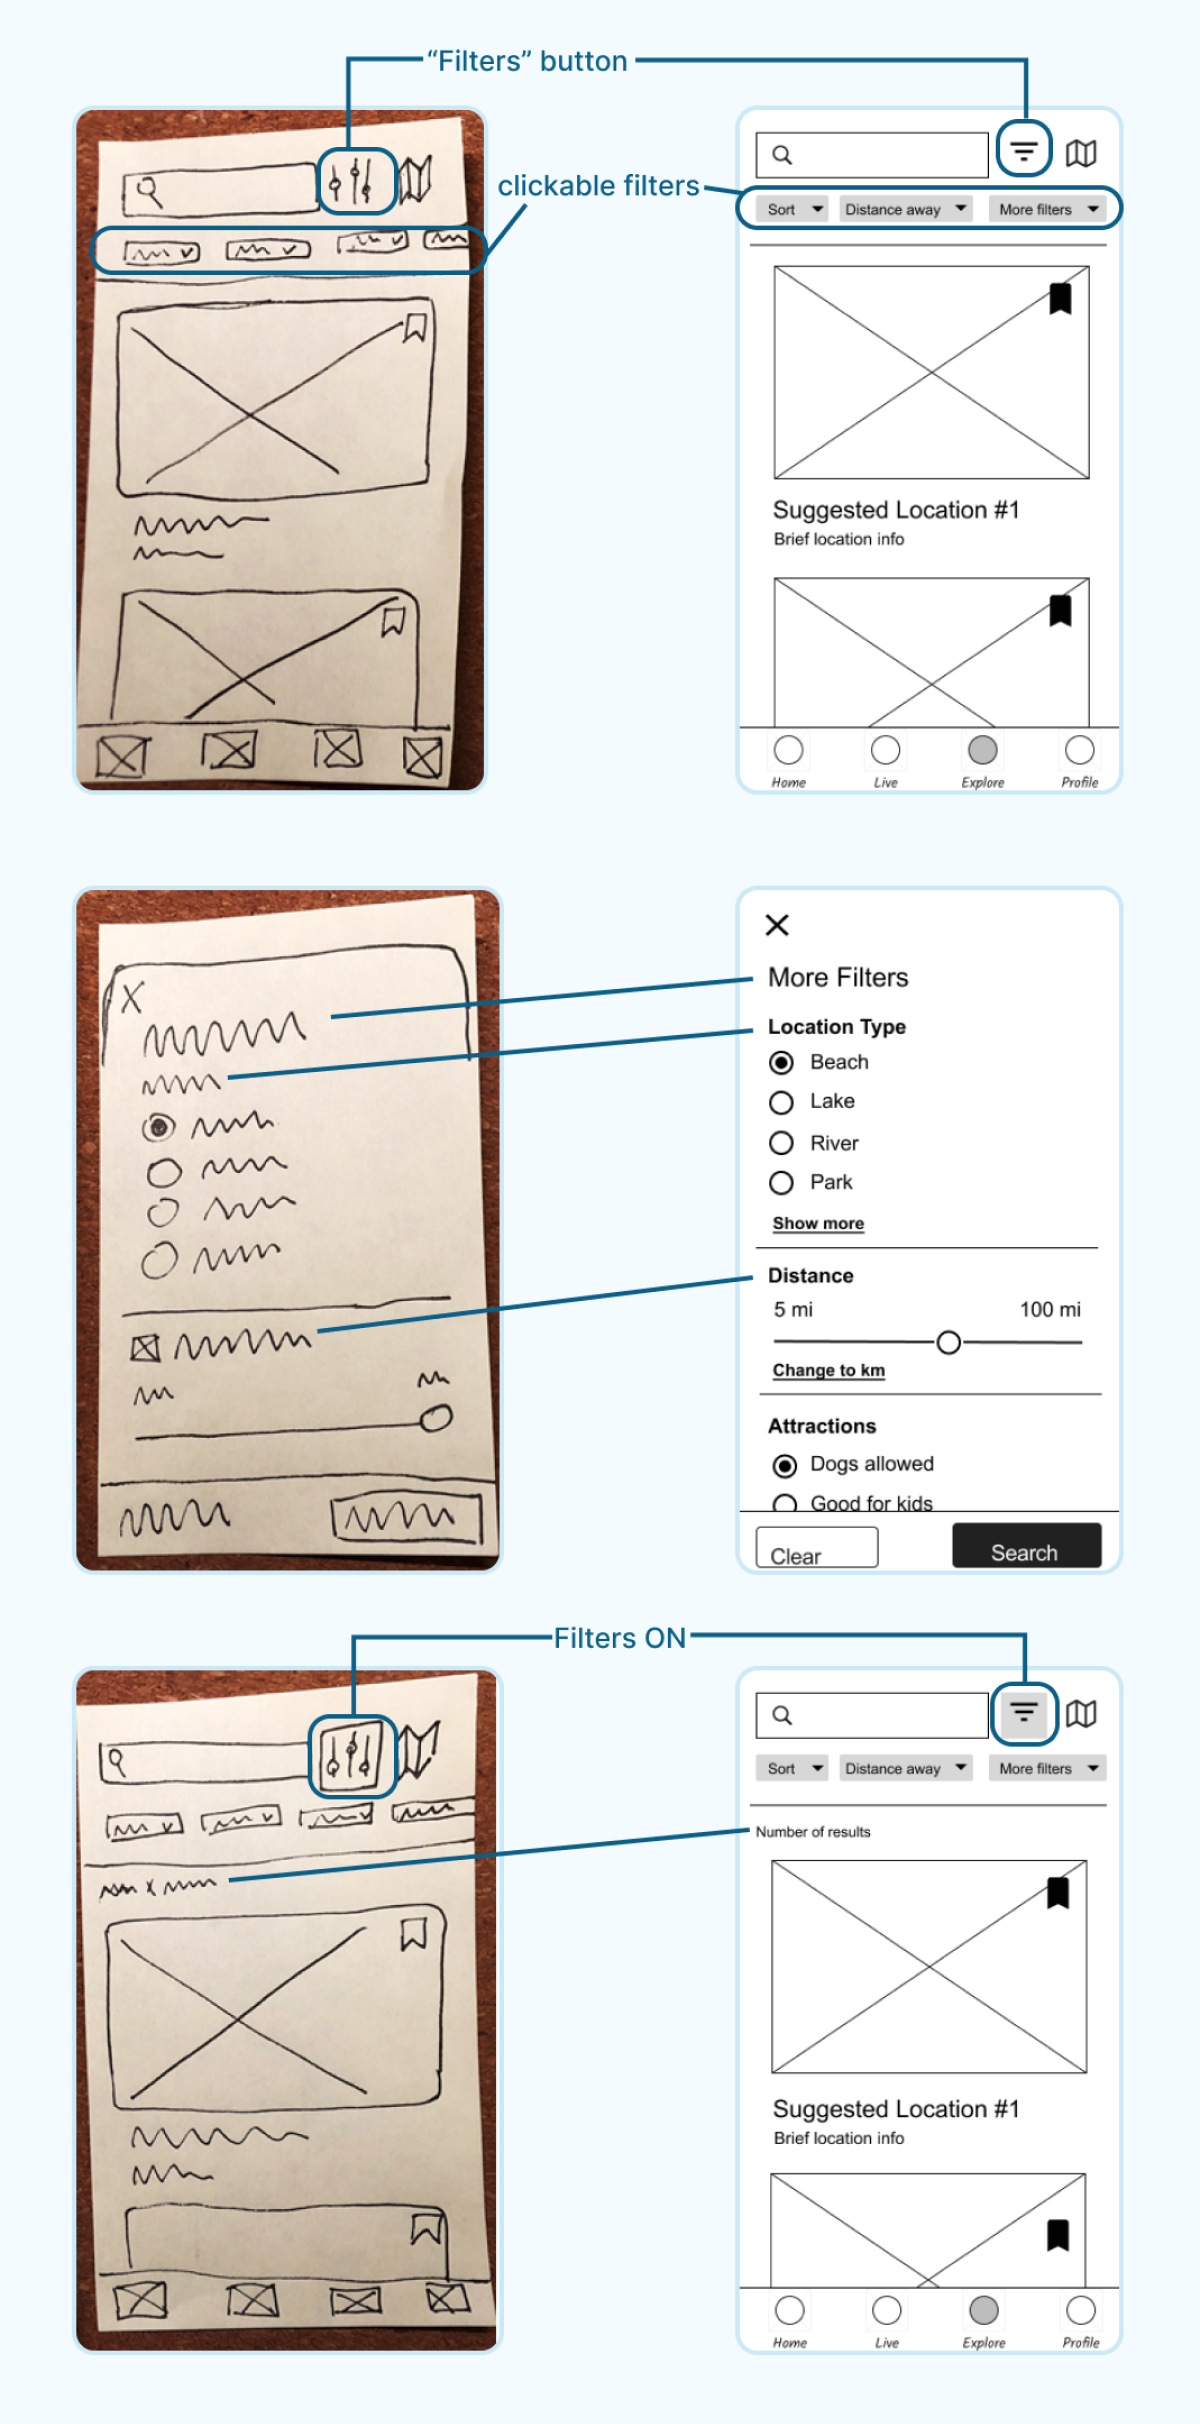 “Filters” button
clickable filters
Sort Distance away More filters
Suggested Location #1
Brief location info
Home Live Explore Profile
More Filters
Location Type
Beach
Lake
River
Park
Show more
Distance
5 mi 100 mi
Change to km
Attractions
Dogs allowed
Good for kids
Clear Search
Filters ON
Sort Distance away More filters
Number of results
Suggested Location #1
Brief location info
Home Live Explore Profile